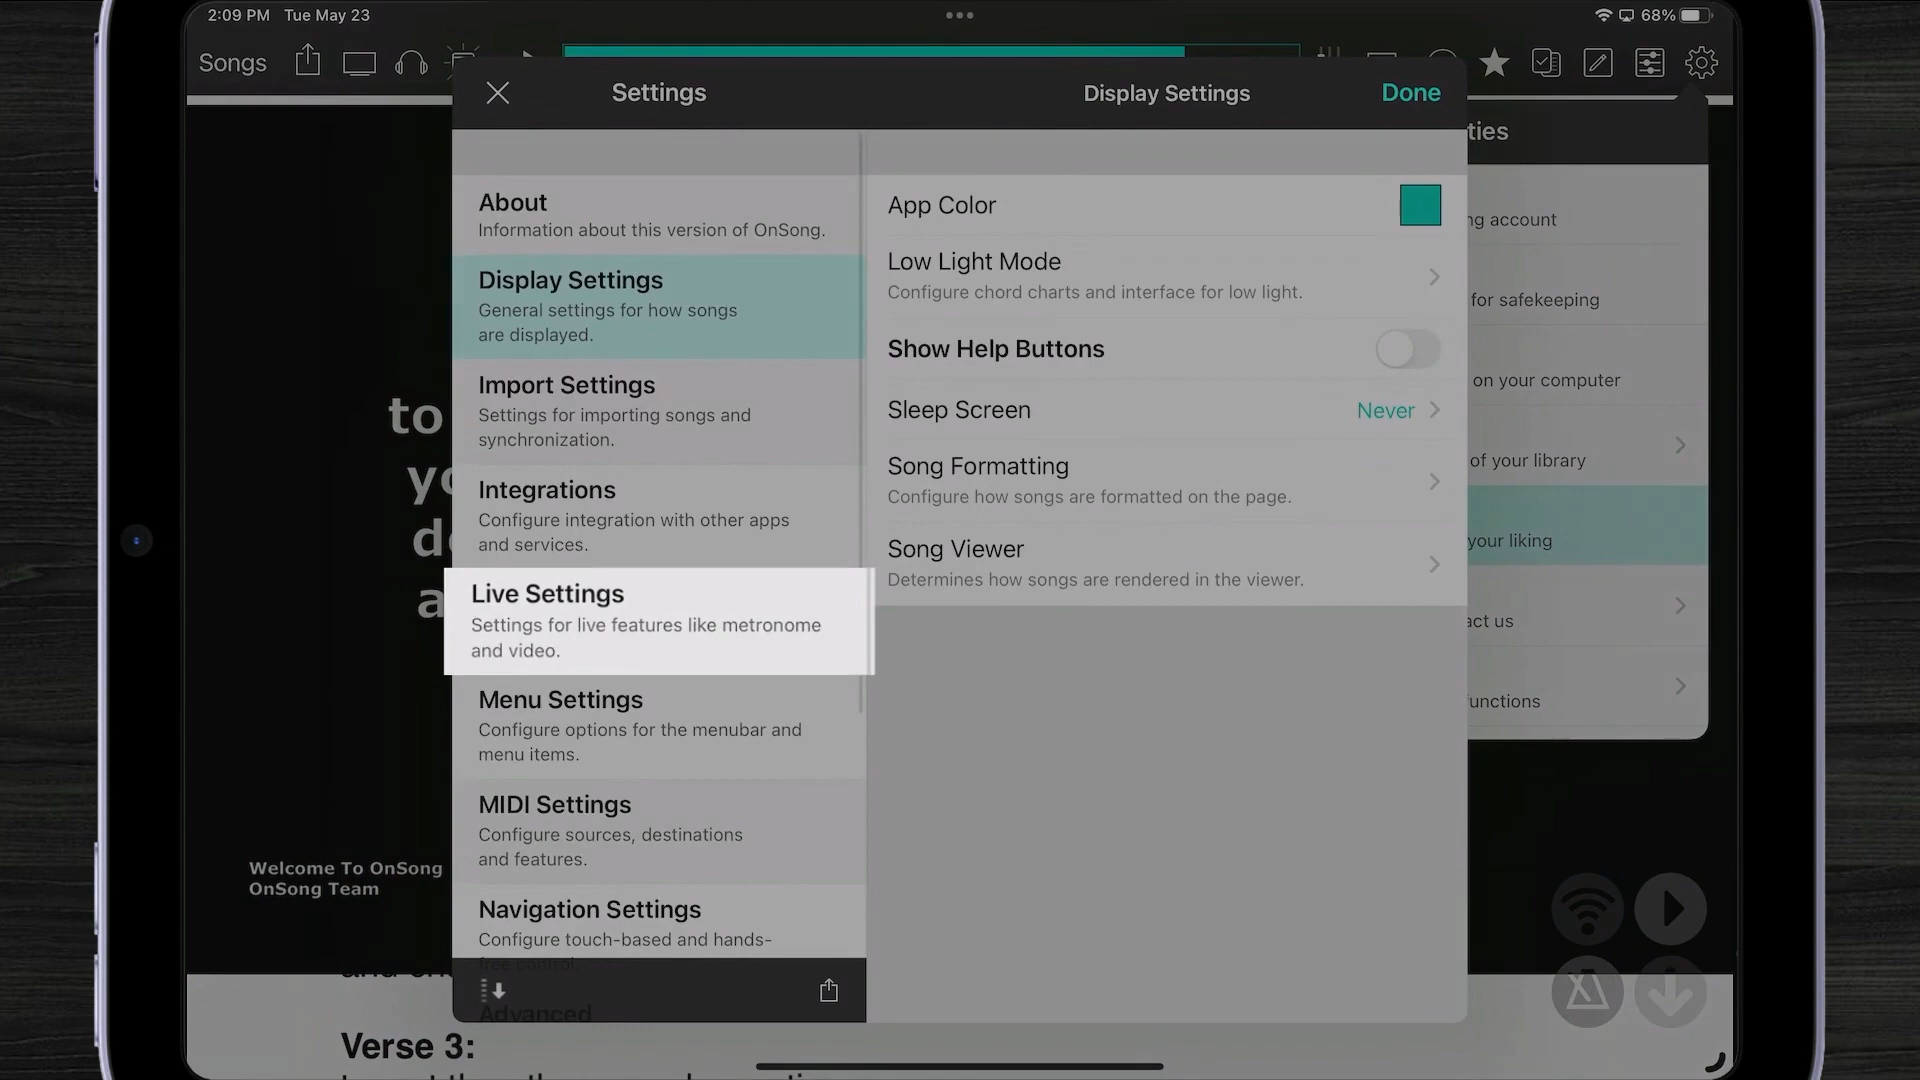 2:09 PM Tue May 23
68%
Songs
Settings
Display Settings
Done
ties
About
Information about this version of OnSong.
Display Settings
General settings for how songs
are displayed.
Import Settings
Settings for importing songs and
synchronization.
Integrations
Configure integration with other apps
and services.
Live Settings
Settings for live features like metronome
and video.
Menu Settings
Configure options for the menubar and
menu items.
MIDI Settings
Configure sources, destinations
and features.
Navigation Settings
Configure touch-based and hands-
free control.
Advanced
App Color
Low Light Mode
Configure chord charts and interface for low light.
Show Help Buttons
Sleep Screen
Never
Song Formatting
Configure how songs are formatted on the page.
Song Viewer
Determines how songs are rendered in the viewer.
ng account
for safekeeping
on your computer
of your library
your liking
act us
unctions
to
yo
de
a
Welcome To OnSong
OnSong Team
Verse 3: